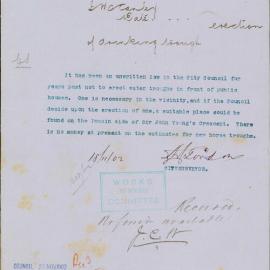 erection
of drinking trough
It has been an unwritten law in the City Council for
years past not to erect water troughs in front of public
houses. One is necessary in the vicinity, and if the Council
decide upon the erection of one, a suitable place would be
found on the Domain side of Sir John Young's Crescent. There
is no money at present on the estimates for new horse troughs.
18/11/02
CITY SURVEYOR.
WORKS
COMMITTEE
J.C.H
COUNCIL